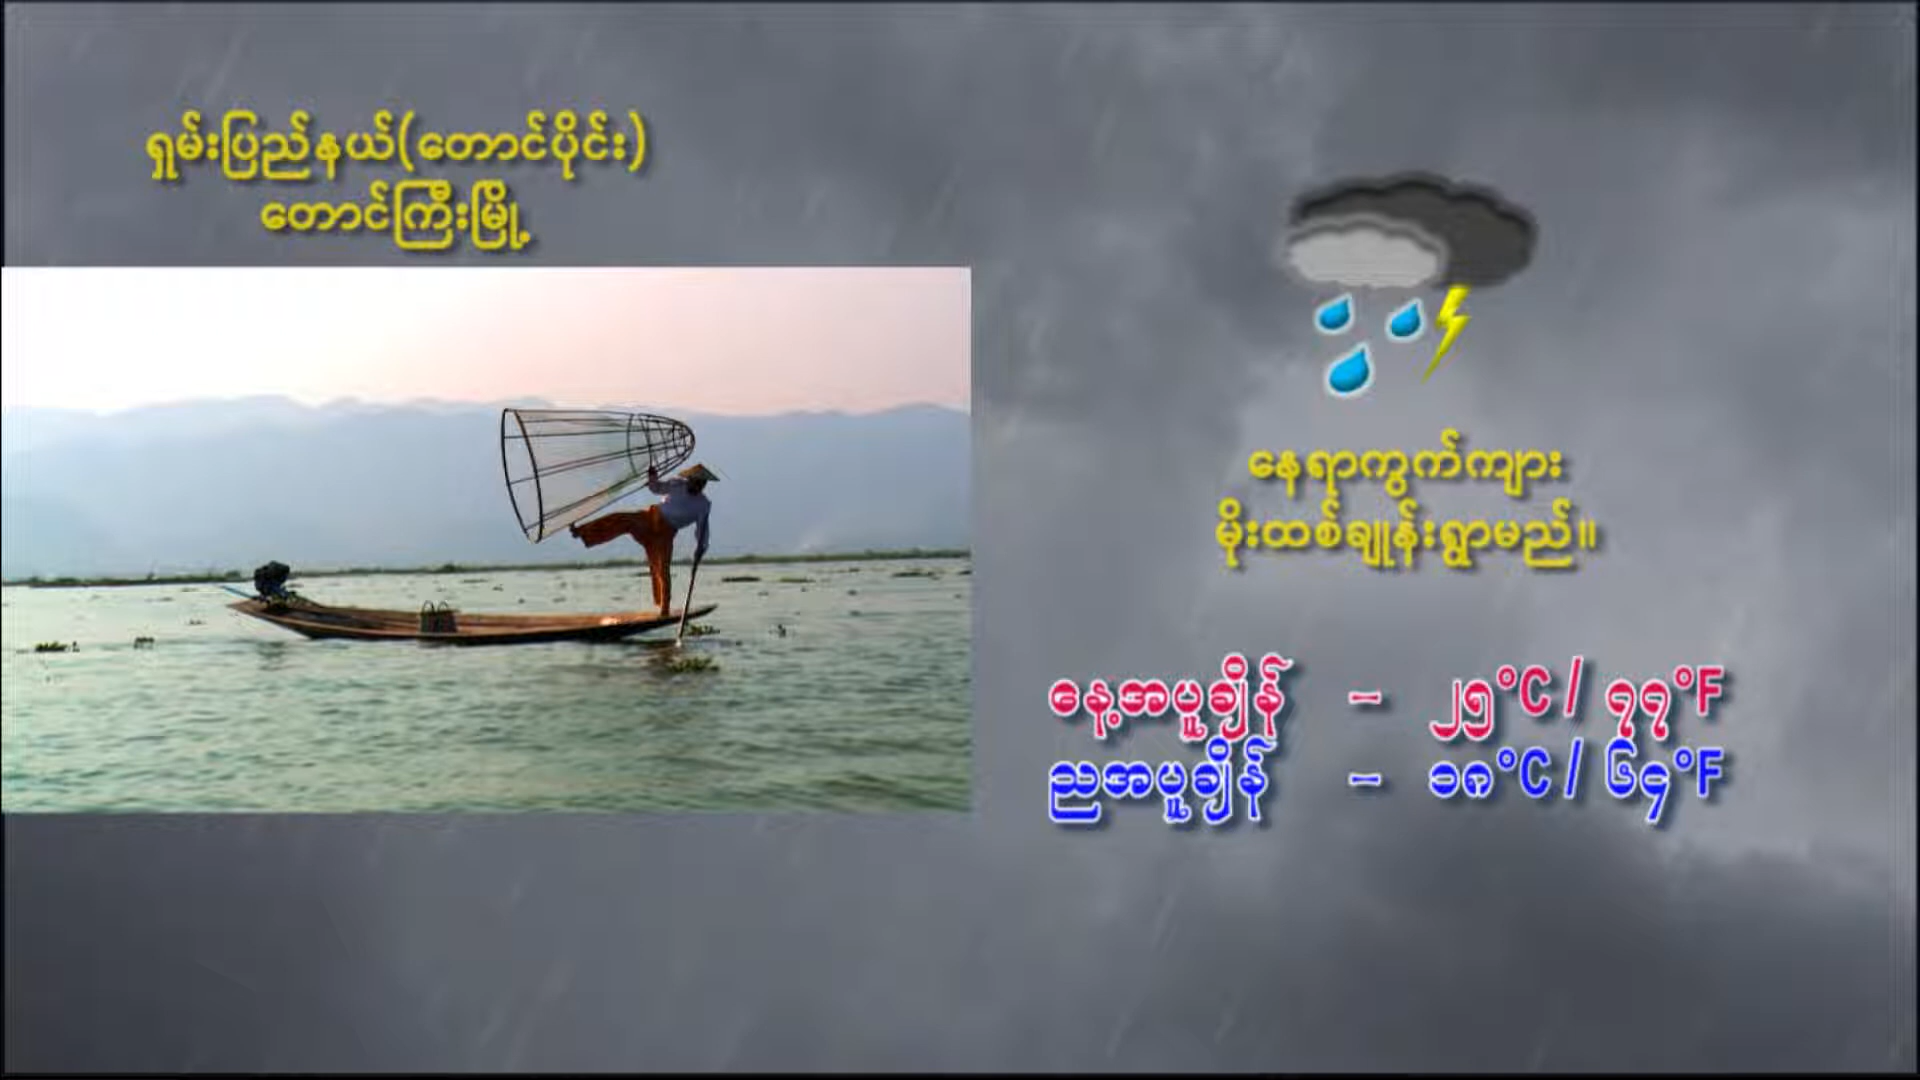 ရှမ်းပြည်နယ်(တောင်ပိုင်း)
တောင်ကြီးမြို့
နေရာကွက်ကျား
မိုးထစ်ချုန်းရွာမည်။
နေ့အပူချိန် - ၂၅°C / ၇၇°F
ညအပူချိန် - ၁၈°C / ၆၄°F